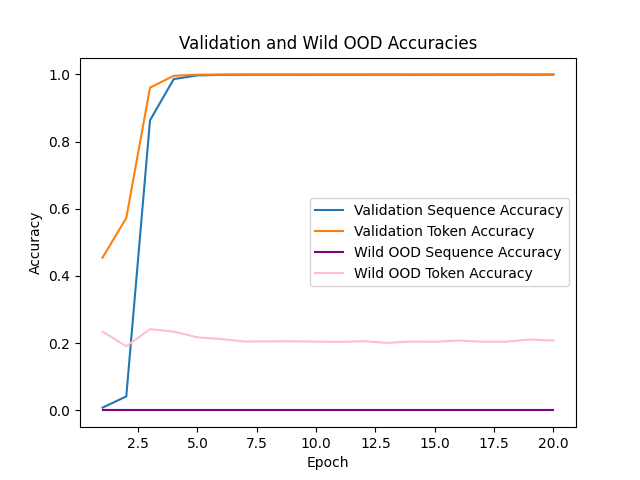 Validation and Wild OOD Accuracies
Accuracy
1.0
0.8
0.6
0.4
0.2
0.0
Validation Sequence Accuracy
Validation Token Accuracy
Wild OOD Sequence Accuracy
Wild OOD Token Accuracy
2.5 5.0 7.5 10.0 12.5 15.0 17.5 20.0
Epoch